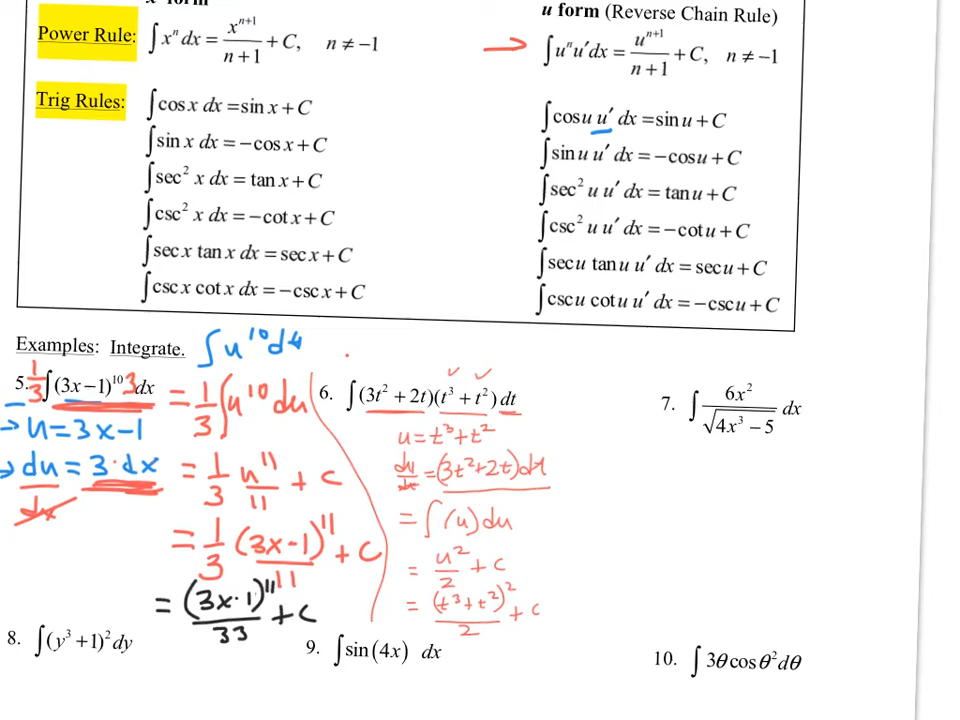 u form (Reverse Chain Rule)
Power Rule: ∫xⁿ dx = xⁿ⁺¹/(n+1) + C, n ≠ −1
→ ∫uⁿu′dx = uⁿ⁺¹/(n+1) + C, n ≠ −1
Trig Rules: ∫cos x dx = sin x + C
∫cos u u′ dx = sin u + C
∫sin x dx = −cos x + C
∫sin u u′ dx = −cos u + C
∫sec² x dx = tan x + C
∫sec² u u′ dx = tan u + C
∫csc² x dx = −cot x + C
∫csc² u u′ dx = −cot u + C
∫sec x tan x dx = sec x + C
∫sec u tan u u′ dx = sec u + C
∫csc x cot x dx = −csc x + C
∫csc u cot u u′ dx = −csc u + C
Examples: Integrate. ∫u¹⁰du
5. 1/3 ∫(3x−1)¹⁰ 3dx = 1/3 ∫u¹⁰ du
→ u = 3x−1
→ du = 3·dx
dx
= 1/3 u¹¹/11 + C
= 1/3 (3x−1)¹¹/11 + C
= (3x-1)¹¹/33 + C
6. ∫(3t² + 2t)(t³ + t²) dt
u = t³+t²
du/dt = (3t²+2t)dt
= ∫(u)du
= u²/2 + C
= (t³+t²)²/2 + C
7. ∫ 6x²/√(4x³ − 5) dx
8. ∫(y³ + 1)² dy
9. ∫sin(4x) dx
10. ∫ 3θ cos θ² dθ